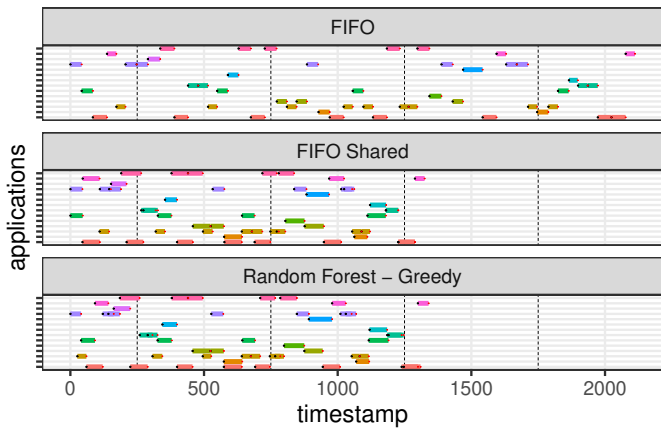 FIFO
FIFO Shared
Random Forest − Greedy
applications
0 500 1000 1500 2000
timestamp